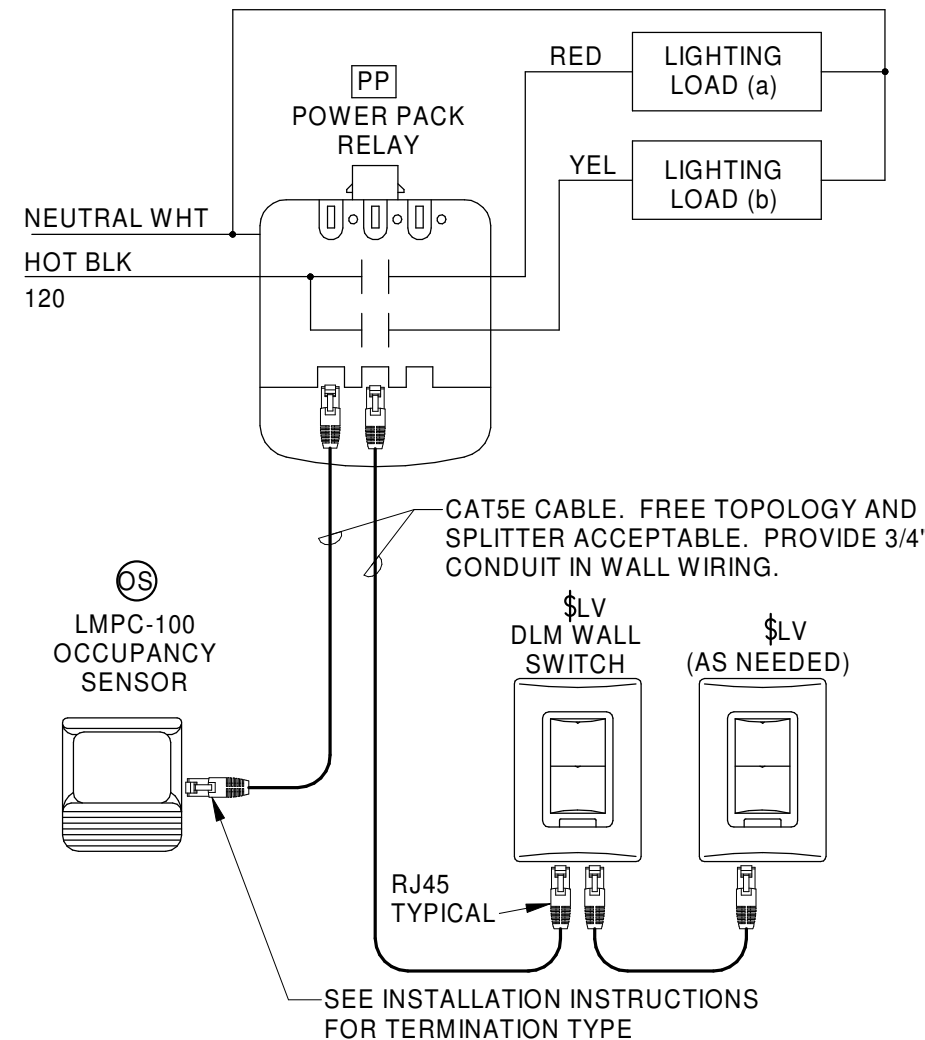 RED
LIGHTING
LOAD (a)
PP
POWER PACK
RELAY
YEL
LIGHTING
LOAD (b)
NEUTRAL WHT
HOT BLK
120
CAT5E CABLE. FREE TOPOLOGY AND
SPLITTER ACCEPTABLE. PROVIDE 3/4'
CONDUIT IN WALL WIRING.
OS
LMPC-100
OCCUPANCY
SENSOR
$LV
DLM WALL
SWITCH
$LV
(AS NEEDED)
RJ45
TYPICAL
SEE INSTALLATION INSTRUCTIONS
FOR TERMINATION TYPE